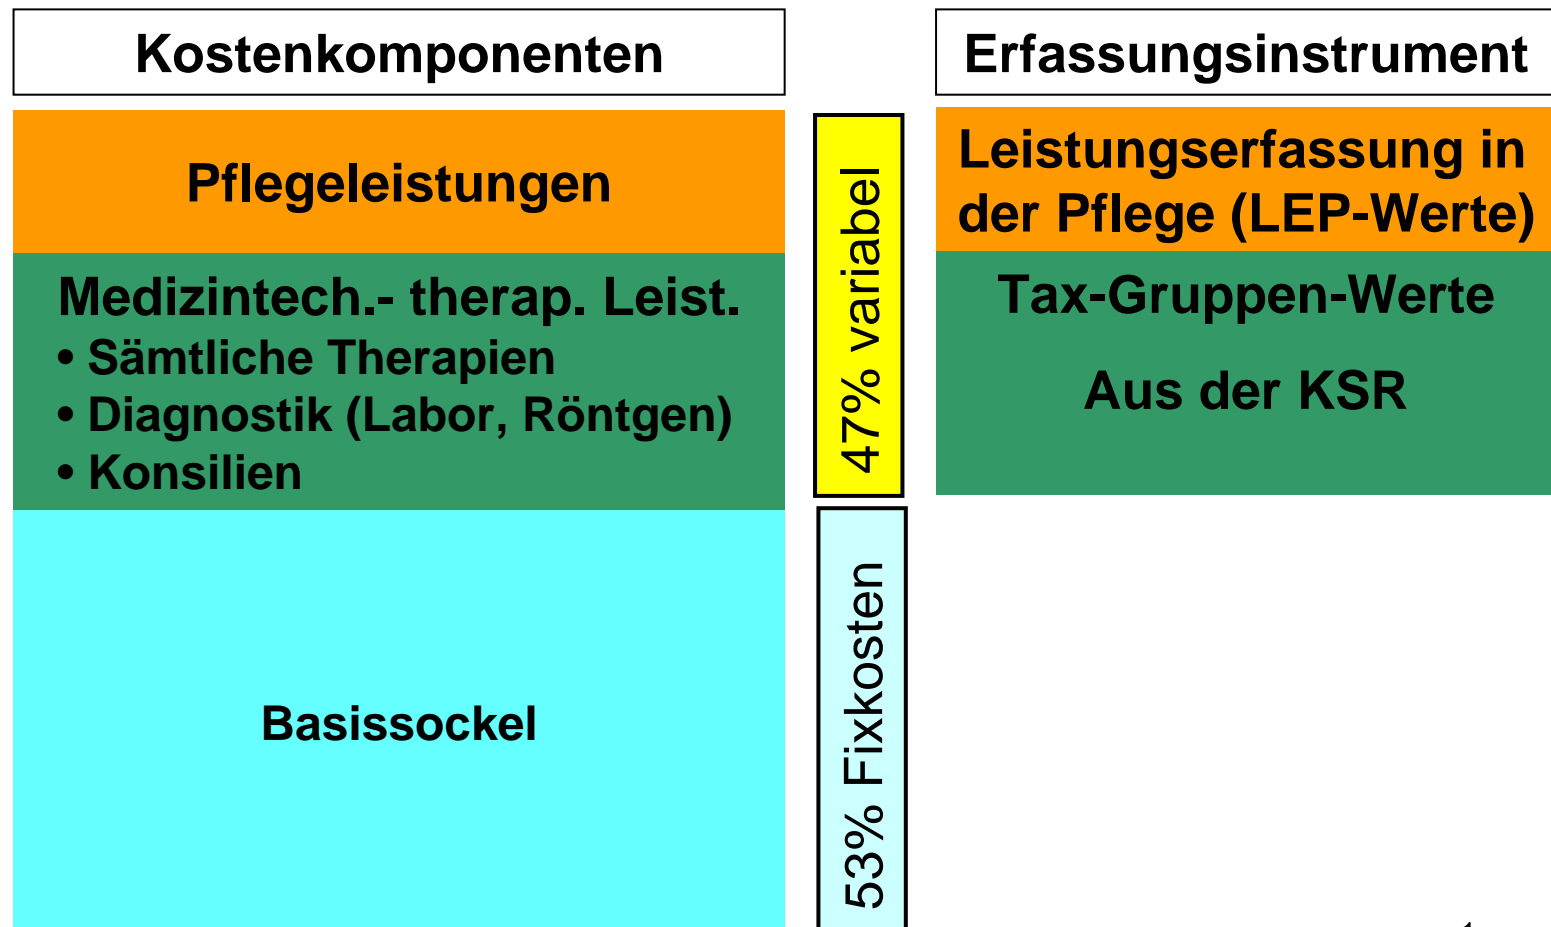 Kostenkomponenten
Pflegeleistungen
Medizintech.- therap. Leist.
• Sämtliche Therapien
• Diagnostik (Labor, Röntgen)
• Konsilien
Basissockel
47% variabel
53% Fixkosten
Erfassungsinstrument
Leistungserfassung in
der Pflege (LEP-Werte)
Tax-Gruppen-Werte
Aus der KSR